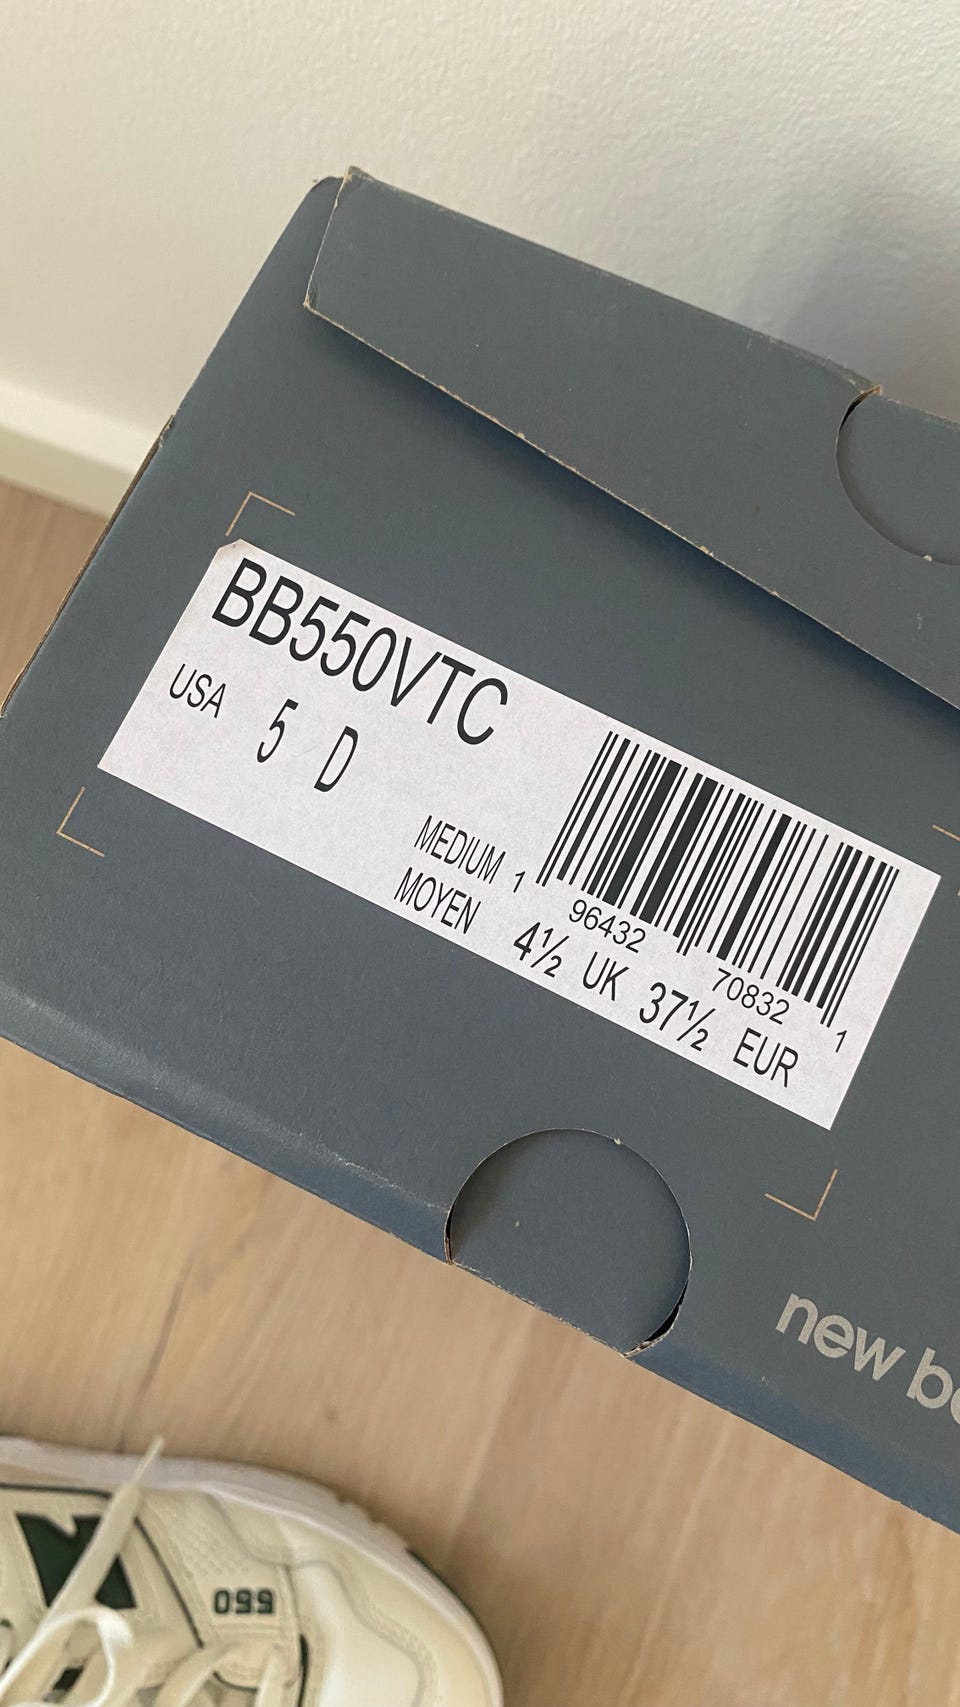 BB550VTC
USA 5 D
MEDIUM
MOYEN
1 96432 70832 1
4½ UK 37½ EUR
new
550
N